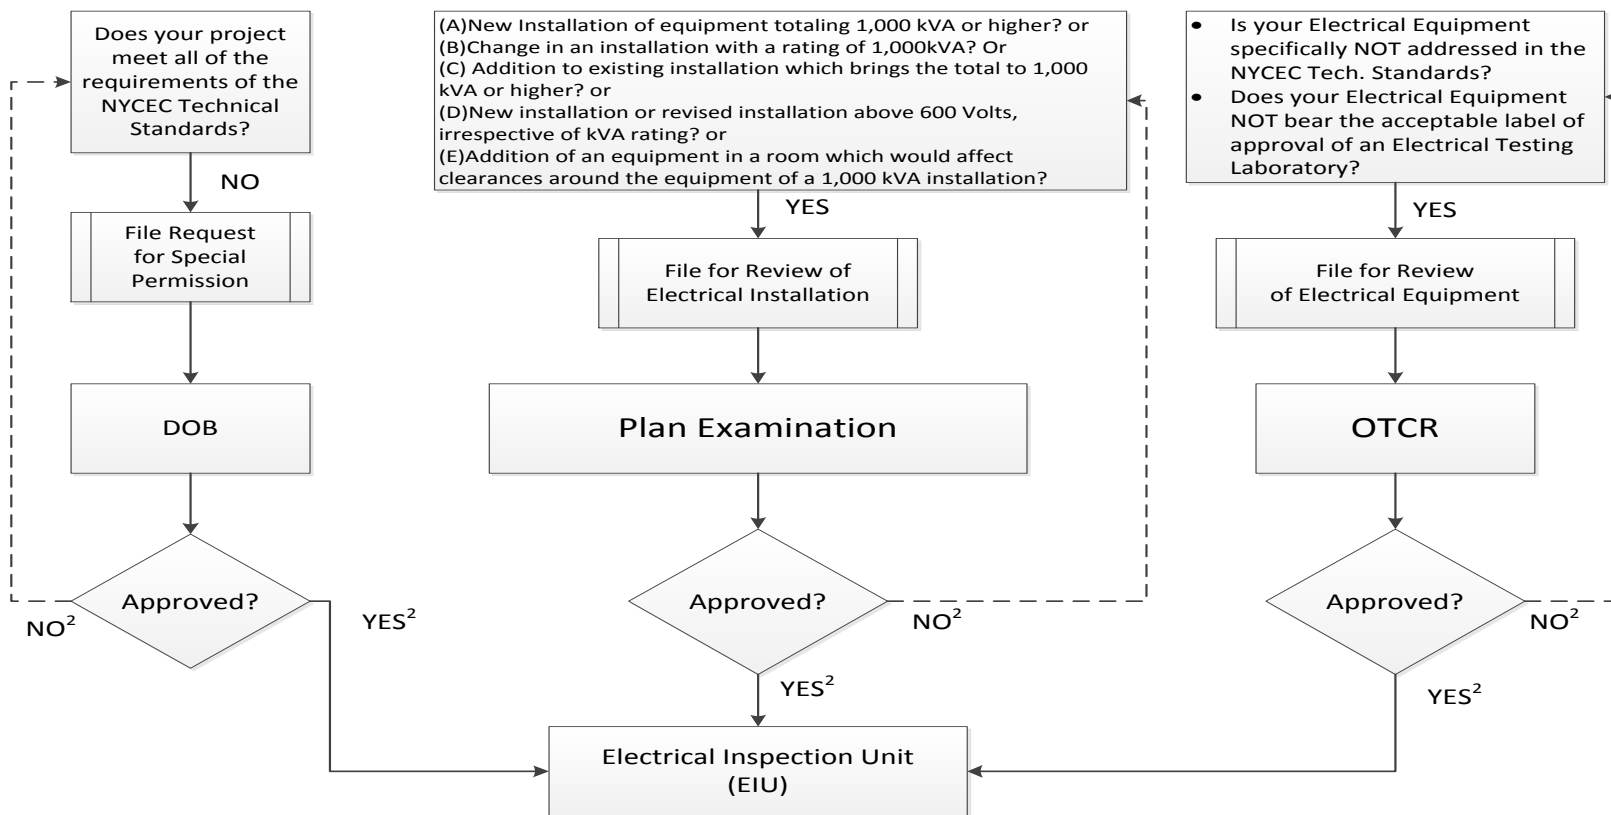 Does your project
meet all of the
requirements of the
NYCEC Technical
Standards?
NO
File Request
for Special
Permission
DOB
Approved?
NO²
YES²
(A)New Installation of equipment totaling 1,000 kVA or higher? or
(B)Change in an installation with a rating of 1,000kVA? Or
(C) Addition to existing installation which brings the total to 1,000
kVA or higher? or
(D)New installation or revised installation above 600 Volts,
irrespective of kVA rating? or
(E)Addition of an equipment in a room which would affect
clearances around the equipment of a 1,000 kVA installation?
YES
File for Review of
Electrical Installation
Plan Examination
Approved?
NO²
YES²
• Is your Electrical Equipment
specifically NOT addressed in the
NYCEC Tech. Standards?
• Does your Electrical Equipment
NOT bear the acceptable label of
approval of an Electrical Testing
Laboratory?
YES
File for Review
of Electrical Equipment
OTCR
Approved?
NO²
YES²
Electrical Inspection Unit
(EIU)